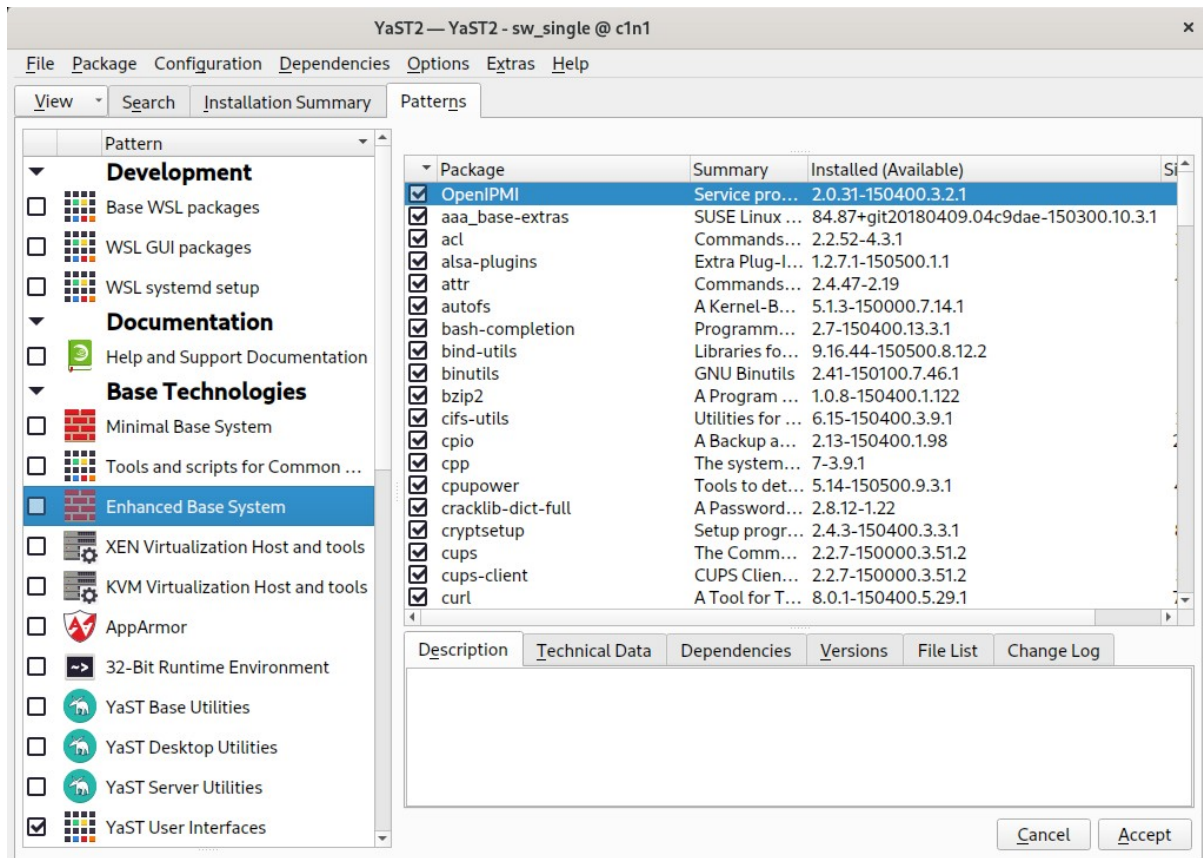 YaST2 — YaST2 - sw_single @ c1n1
File Package Configuration Dependencies Options Extras Help
View Search Installation Summary Patterns
Pattern
Development
Base WSL packages
WSL GUI packages
WSL systemd setup
Documentation
Help and Support Documentation
Base Technologies
Minimal Base System
Tools and scripts for Common ...
Enhanced Base System
XEN Virtualization Host and tools
KVM Virtualization Host and tools
AppArmor
32-Bit Runtime Environment
YaST Base Utilities
YaST Desktop Utilities
YaST Server Utilities
YaST User Interfaces
Package Summary Installed (Available)
OpenIPMI Service pro... 2.0.31-150400.3.2.1
aaa_base-extras SUSE Linux ... 84.87+git20180409.04c9dae-150300.10.3.1
acl Commands... 2.2.52-4.3.1
alsa-plugins Extra Plug-I... 1.2.7.1-150500.1.1
attr Commands... 2.4.47-2.19
autofs A Kernel-B... 5.1.3-150000.7.14.1
bash-completion Programm... 2.7-150400.13.3.1
bind-utils Libraries fo... 9.16.44-150500.8.12.2
binutils GNU Binutils 2.41-150100.7.46.1
bzip2 A Program ... 1.0.8-150400.1.122
cifs-utils Utilities for ... 6.15-150400.3.9.1
cpio A Backup a... 2.13-150400.1.98
cpp The system... 7-3.9.1
cpupower Tools to det... 5.14-150500.9.3.1
cracklib-dict-full A Password... 2.8.12-1.22
cryptsetup Setup progr... 2.4.3-150400.3.3.1
cups The Comm... 2.2.7-150000.3.51.2
cups-client CUPS Clien... 2.2.7-150000.3.51.2
curl A Tool for T... 8.0.1-150400.5.29.1
Description Technical Data Dependencies Versions File List Change Log
Cancel Accept